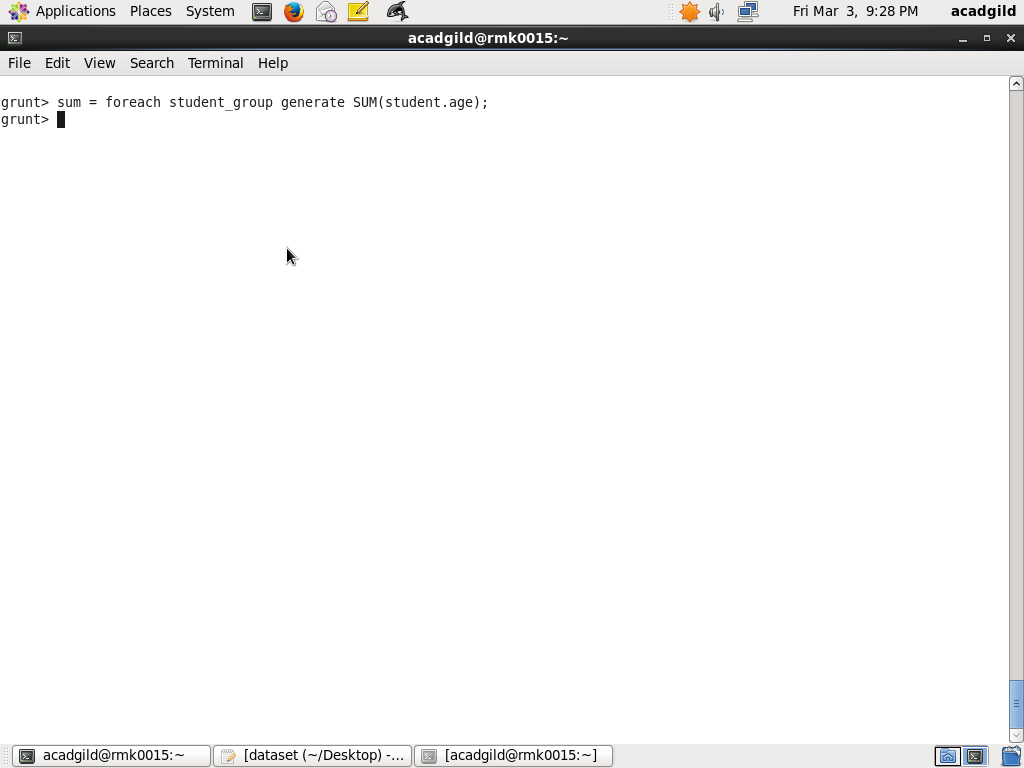 Applications Places System Fri Mar 3, 9:28 PM acadgild
acadgild@rmk0015:~
File Edit View Search Terminal Help
grunt> sum = foreach student_group generate SUM(student.age);
grunt>
acadgild@rmk0015:~ [dataset (~/Desktop) -... [acadgild@rmk0015:~]